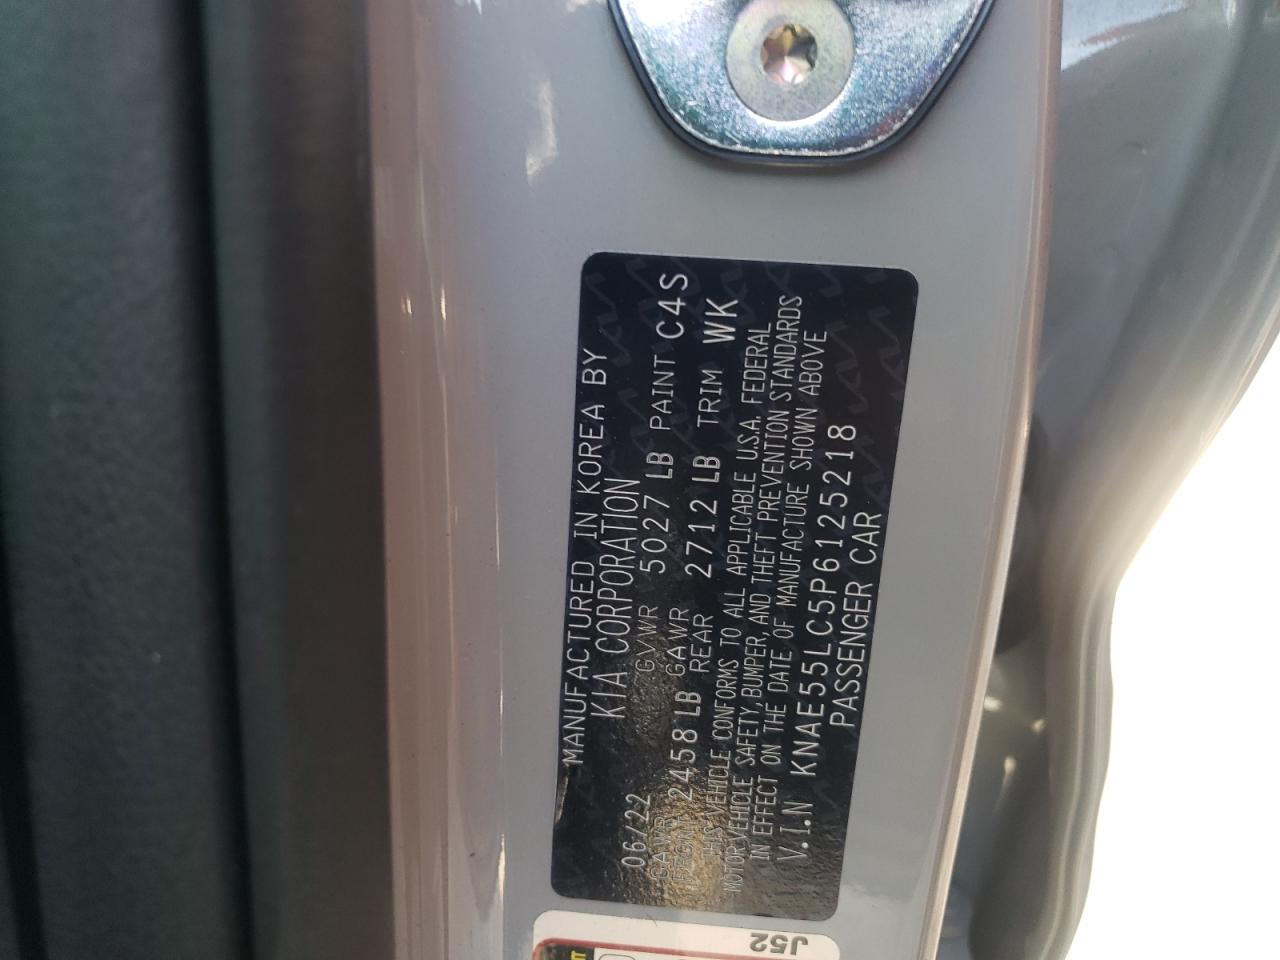 MANUFACTURED IN KOREA BY
KIA CORPORATION
06/22 GVWR 5027 LB PAINT C4S
GAWR FRONT 2458 LB GAWR REAR 2712 LB TRIM WK
THIS VEHICLE CONFORMS TO ALL APPLICABLE U.S.A. FEDERAL
MOTOR VEHICLE SAFETY, BUMPER, AND THEFT PREVENTION STANDARDS
IN EFFECT ON THE DATE OF MANUFACTURE SHOWN ABOVE
V.I.N KNAE55LC5P6125218
PASSENGER CAR
J52